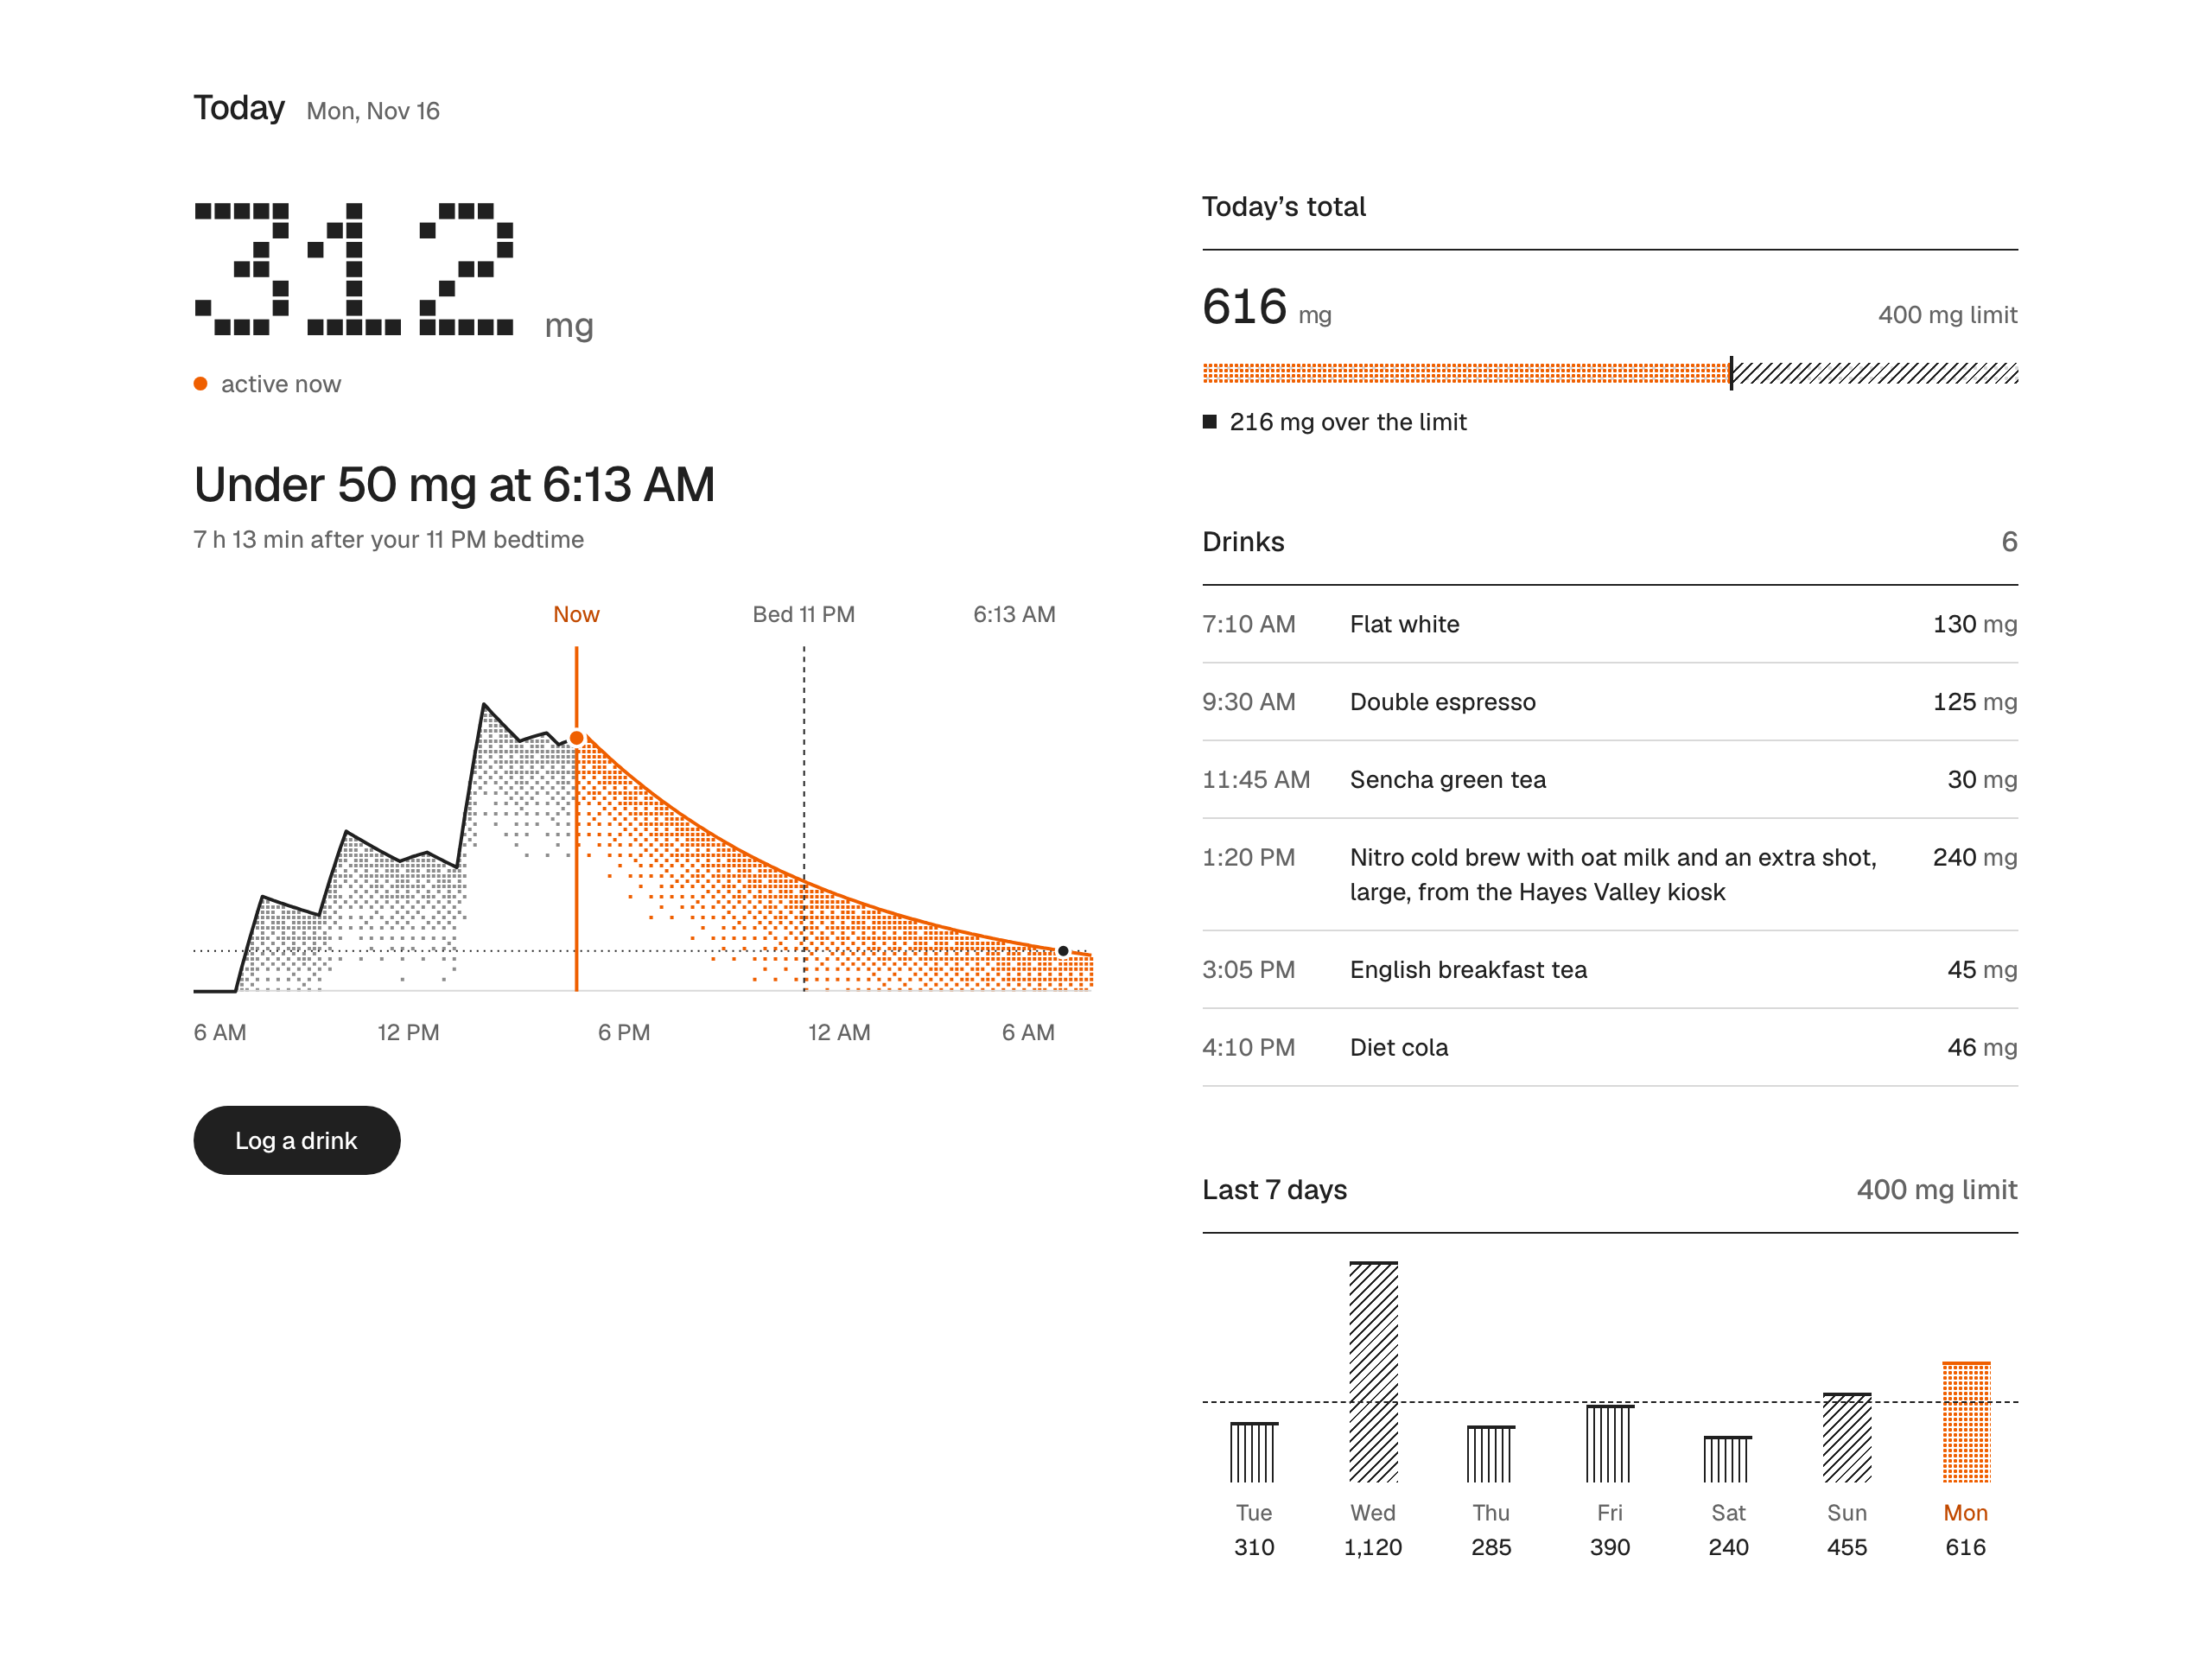 Today Mon, Nov 16
312 mg
active now
Under 50 mg at 6:13 AM
7 h 13 min after your 11 PM bedtime
Now Bed 11 PM 6:13 AM
6 AM 12 PM 6 PM 12 AM 6 AM
Log a drink
Today’s total
616 mg 400 mg limit
216 mg over the limit
Drinks 6
7:10 AM Flat white 130 mg
9:30 AM Double espresso 125 mg
11:45 AM Sencha green tea 30 mg
1:20 PM Nitro cold brew with oat milk and an extra shot, 240 mg
large, from the Hayes Valley kiosk
3:05 PM English breakfast tea 45 mg
4:10 PM Diet cola 46 mg
Last 7 days 400 mg limit
Tue Wed Thu Fri Sat Sun Mon
310 1,120 285 390 240 455 616